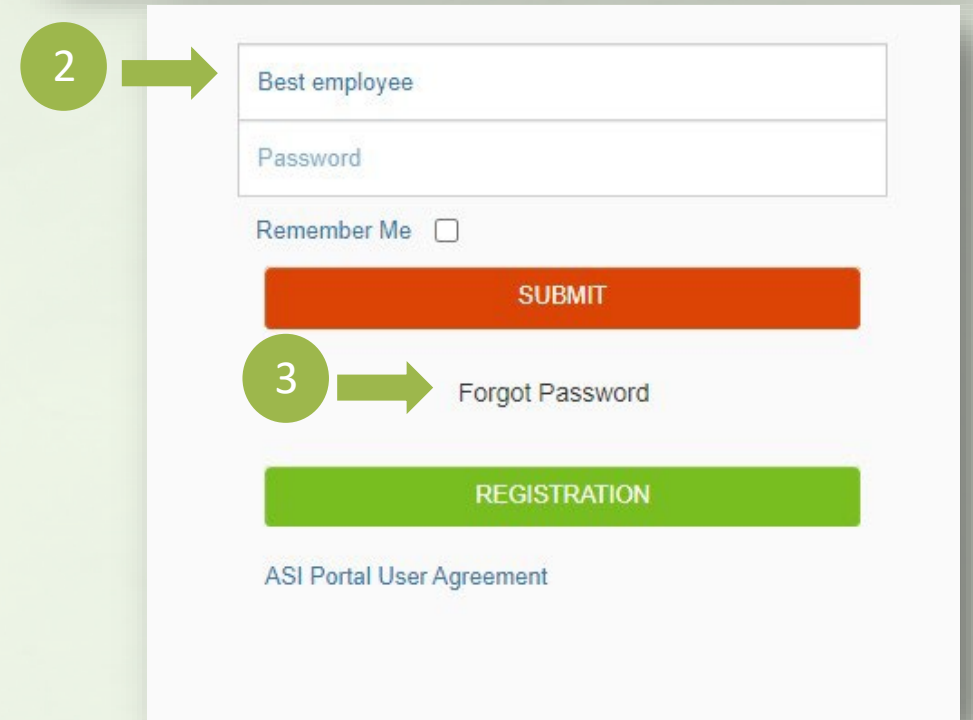 2
Best employee
Password
Remember Me
SUBMIT
3
Forgot Password
REGISTRATION
ASI Portal User Agreement